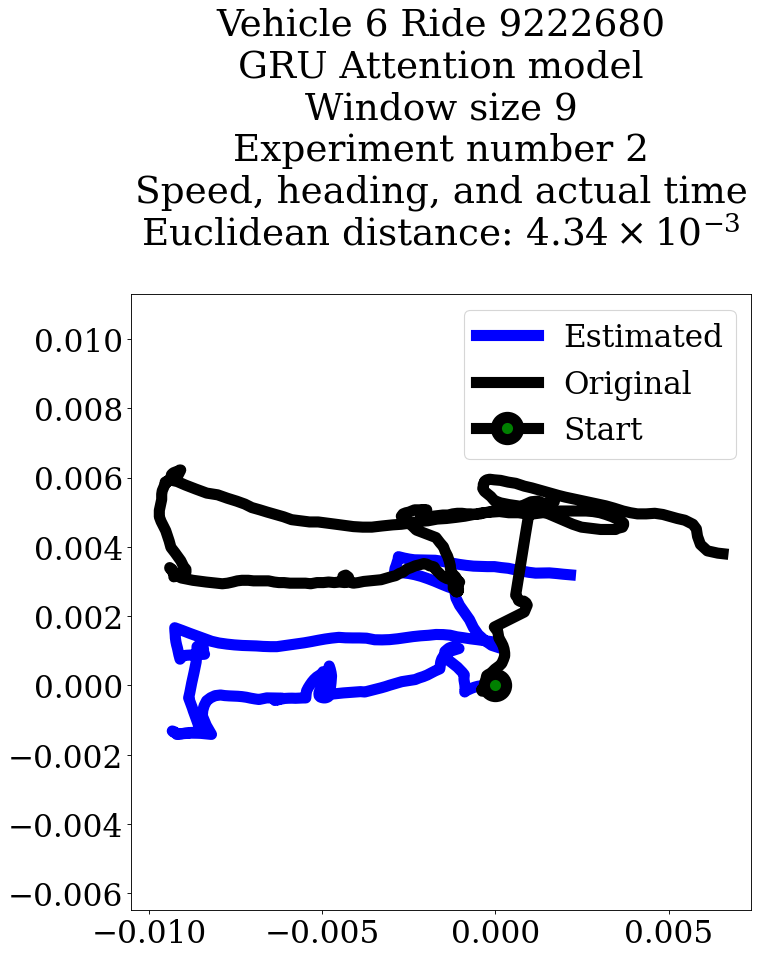 Vehicle 6 Ride 9222680
GRU Attention model
Window size 9
Experiment number 2
Speed, heading, and actual time
Euclidean distance: 4.34 × 10⁻³
Estimated
Original
Start
0.010
0.008
0.006
0.004
0.002
0.000
−0.002
−0.004
−0.006
−0.010 −0.005 0.000 0.005